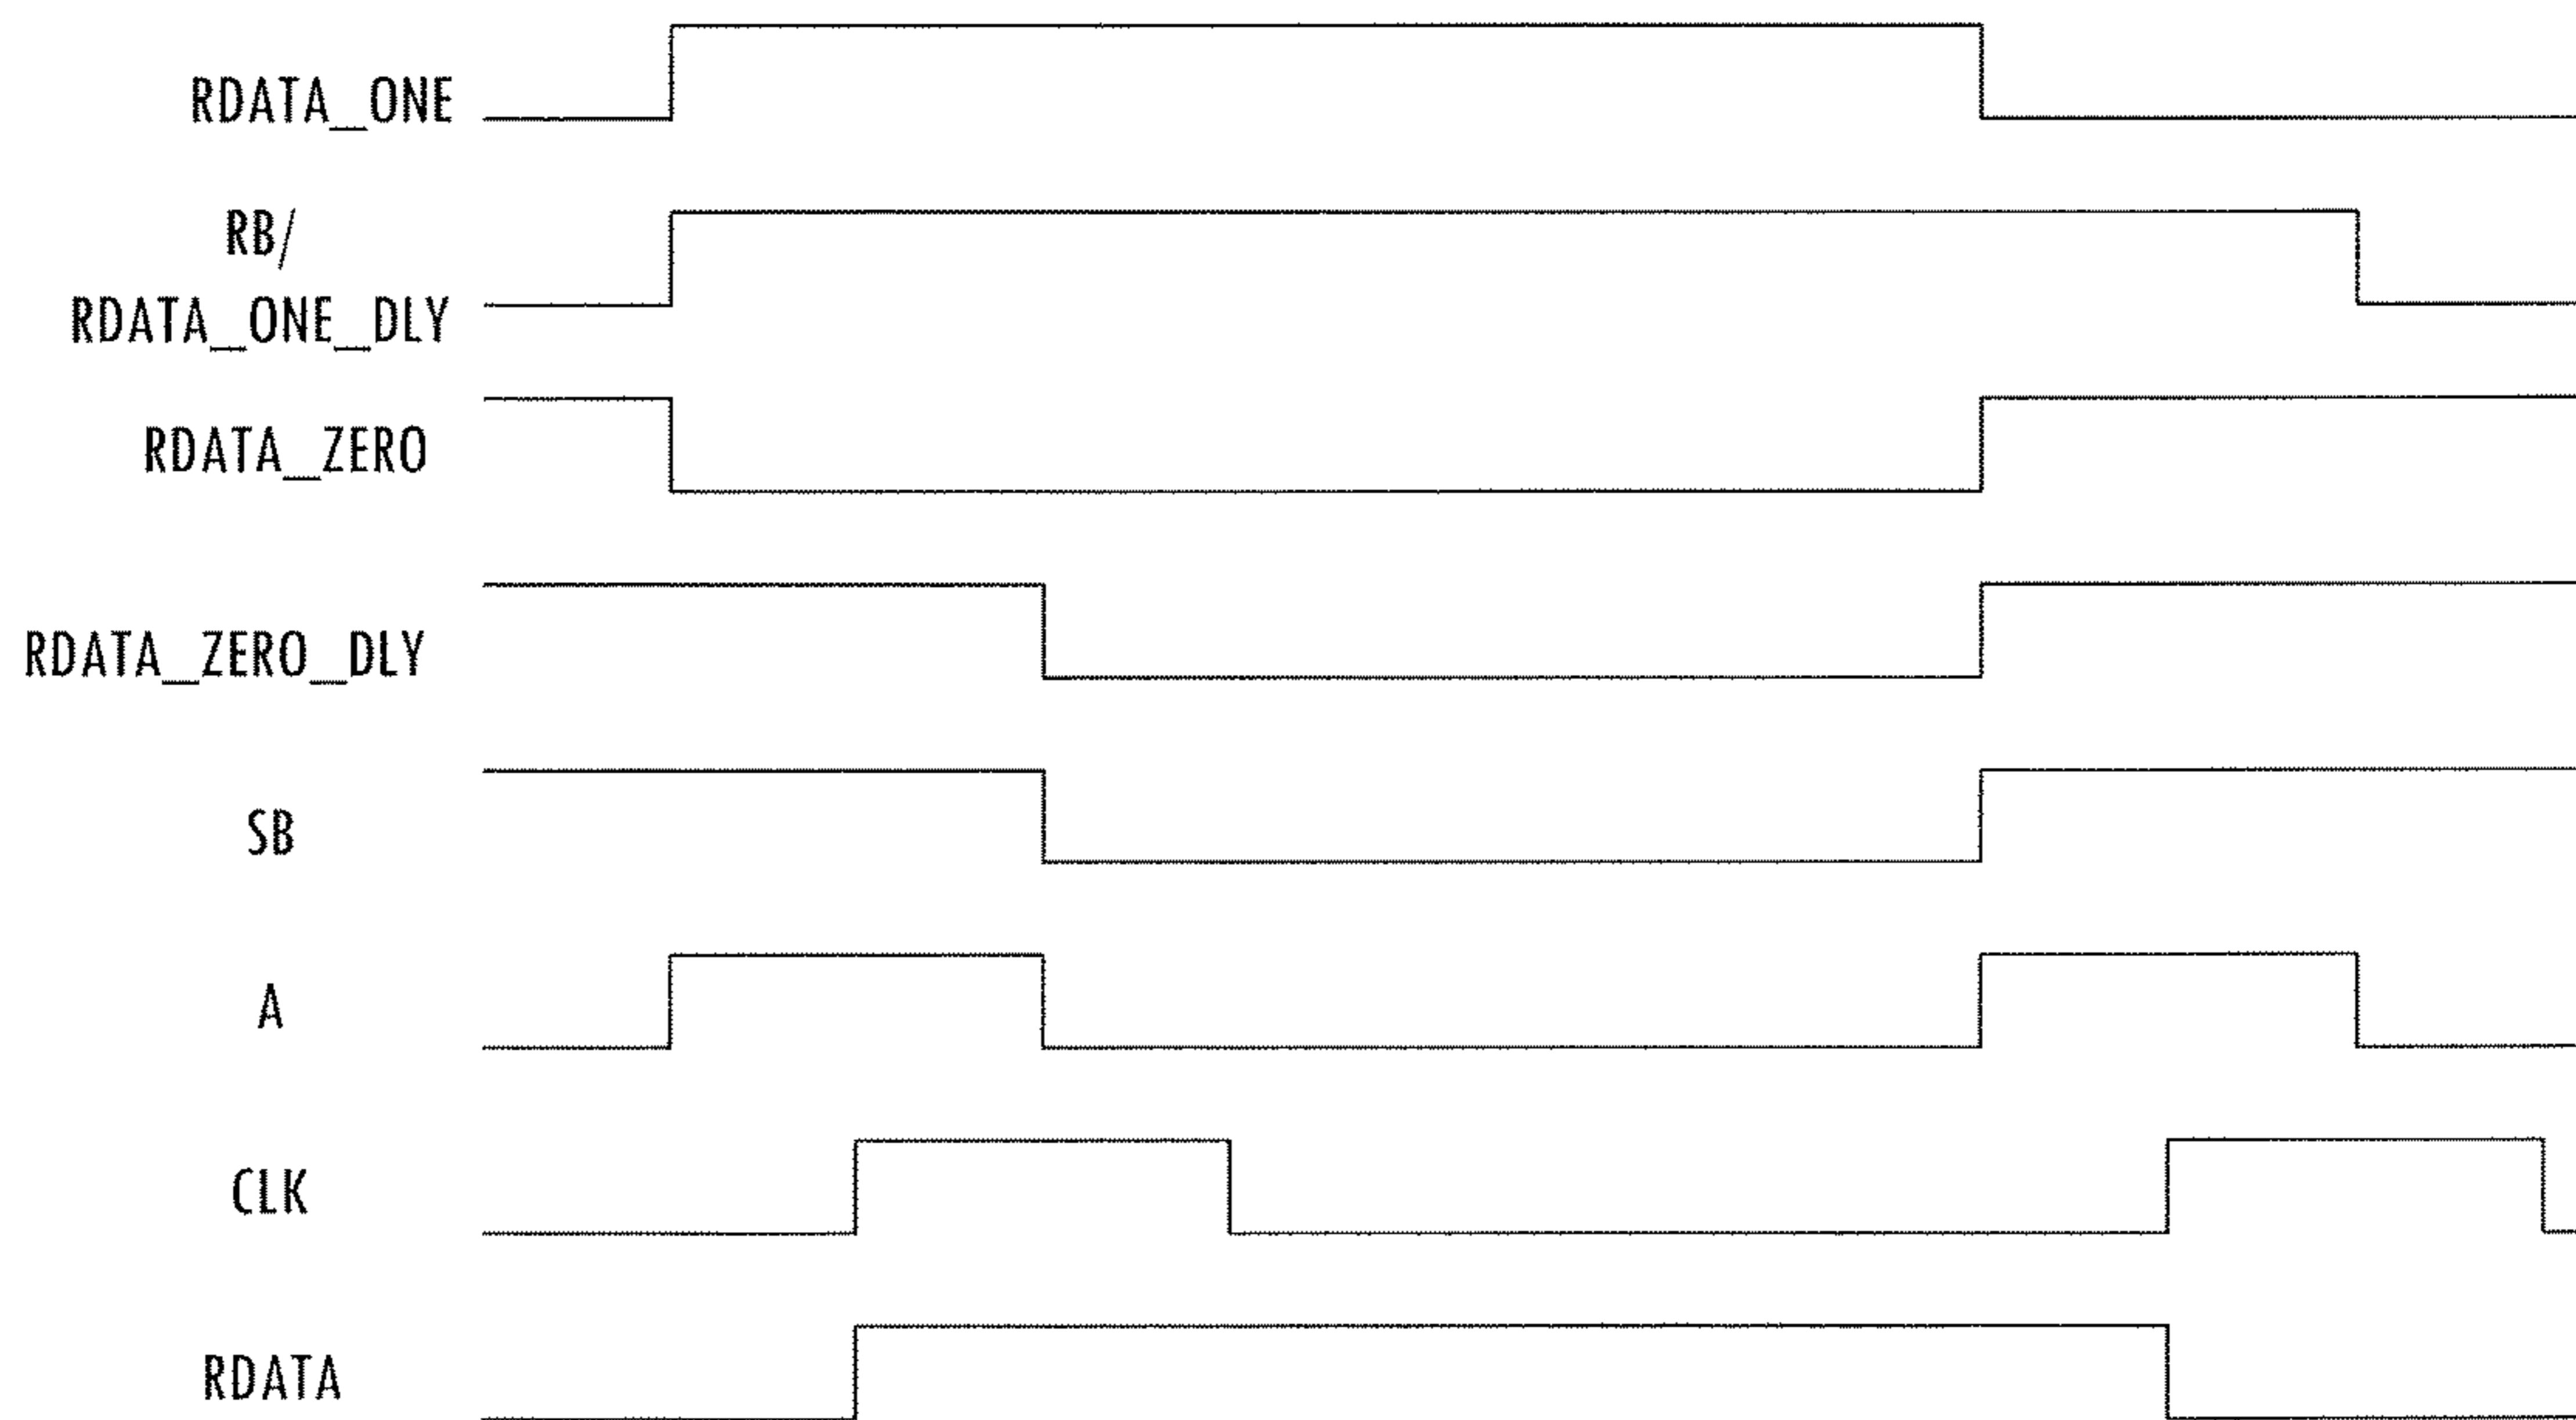 RDATA_ONE
RB/
RDATA_ONE_DLY
RDATA_ZERO
RDATA_ZERO_DLY
SB
A
CLK
RDATA